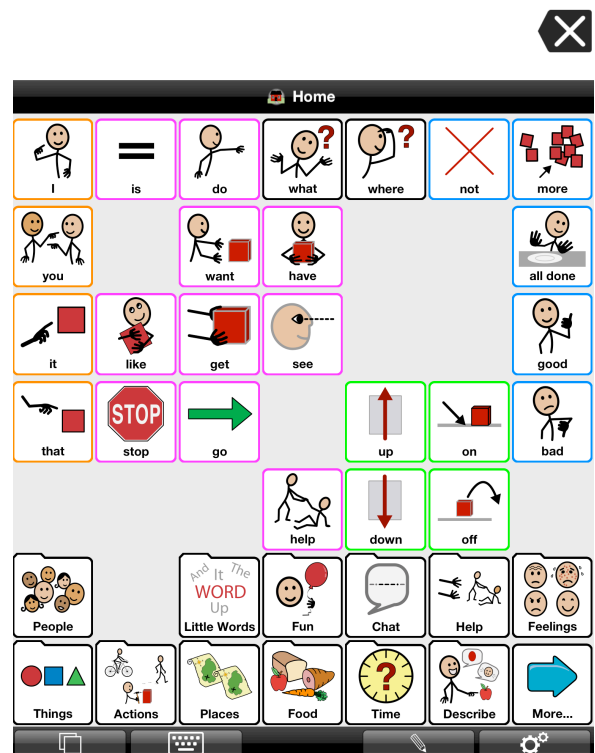 Home
I is do what where not more
you want have all done
it like get see good
STOP
that stop go up on bad
help down off
And It The
WORD
Up
People Little Words Fun Chat Help Feelings
Things Actions Places Food Time Describe More...